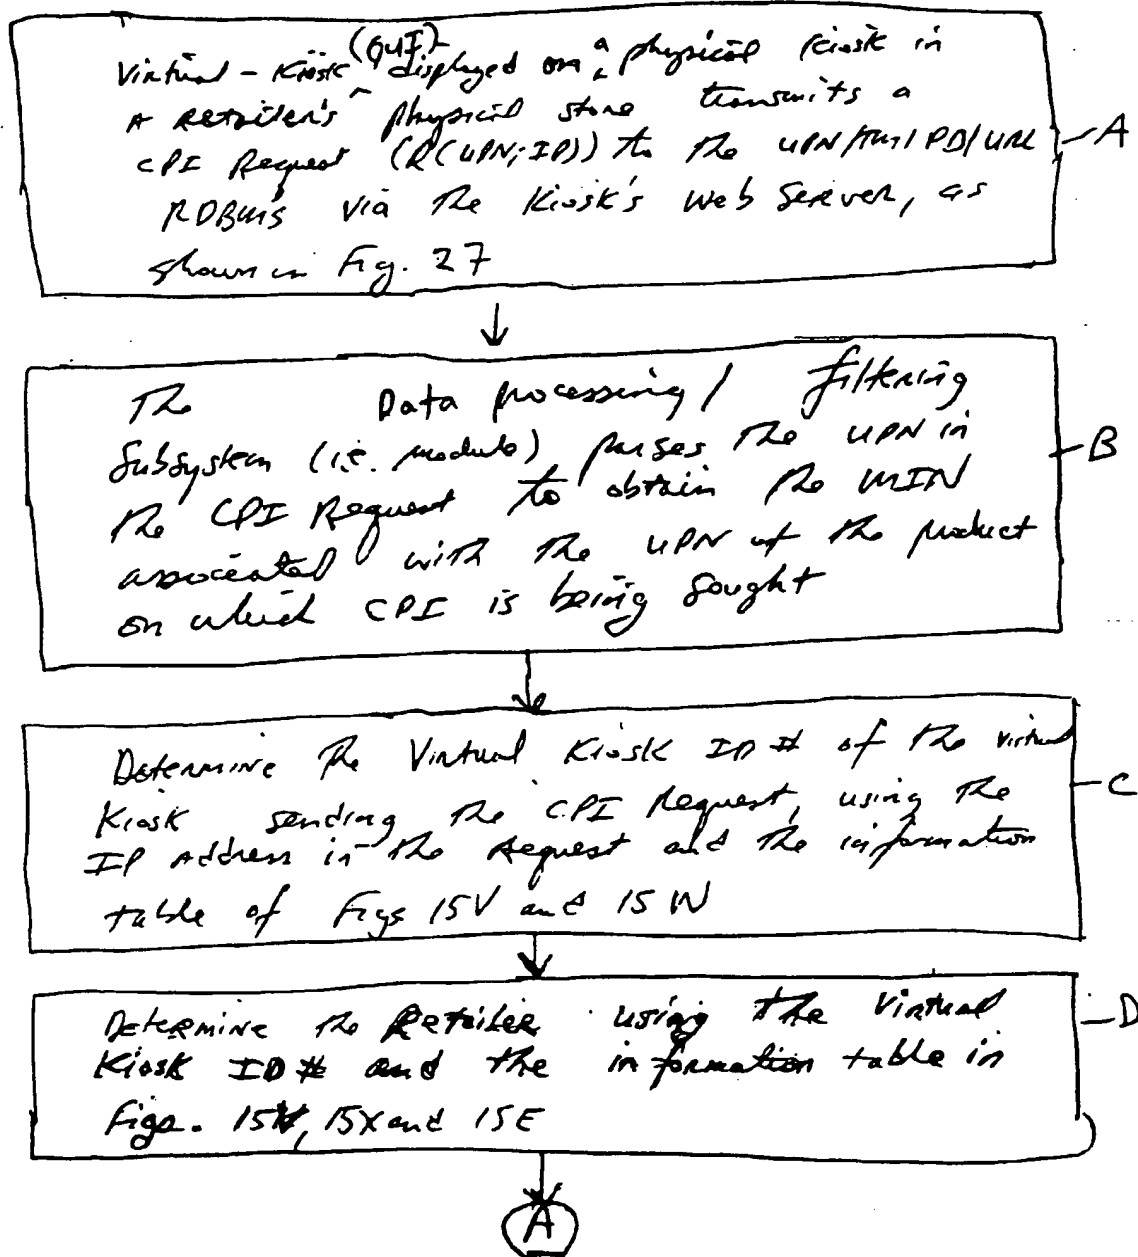 Virtual-Kiosk (GUI) displayed on a physical kiosk in
A Retailer's physical store transmits a
CPI Request (R(UPN;IP)) to the UPN/TM/PD/URL
RDBMS via the Kiosk's Web Server, as
shown in Fig. 27
A
The Data processing/ filtering
Subsystem (i.e. module) parses the UPN in
the CPI Request to obtain the MIN
associated with the UPN of the product
on which CPI is being sought
B
Determine the Virtual Kiosk ID # of the virtual
Kiosk sending the CPI Request, using the
IP Address in the Request and the information
table of Figs 15V and 15W
C
Determine the Retailer using the Virtual
Kiosk ID # and the information table in
Figs. 15X and 15E
D
A